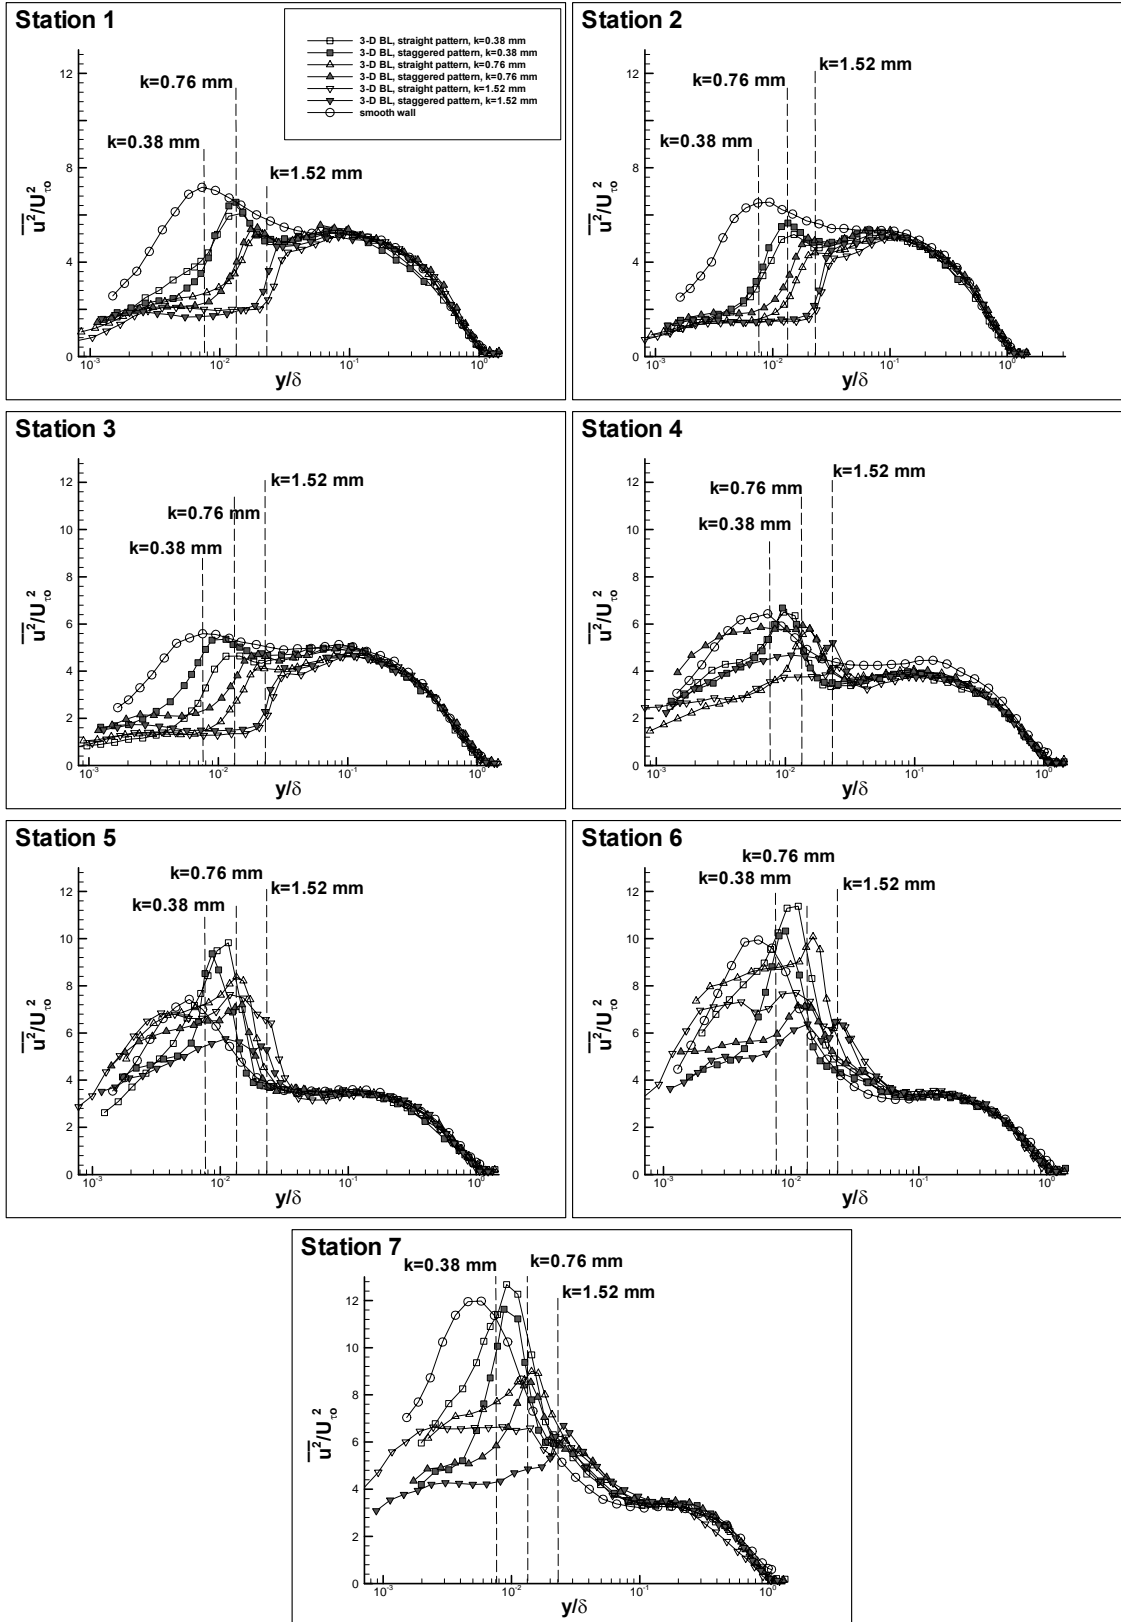 Station 1
3-D BL, straight pattern, k=0.38 mm
3-D BL, staggered pattern, k=0.38 mm
3-D BL, straight pattern, k=0.76 mm
3-D BL, staggered pattern, k=0.76 mm
3-D BL, straight pattern, k=1.52 mm
3-D BL, staggered pattern, k=1.52 mm
smooth wall
k=0.76 mm
k=0.38 mm
k=1.52 mm
12
8
4
0
u²/U²τo
10⁻³ 10⁻² 10⁻¹ 10⁰
y/δ
Station 2
k=1.52 mm
k=0.76 mm
k=0.38 mm
12
8
4
0
u²/Uτo²
10⁻³ 10⁻² 10⁻¹ 10⁰
y/δ
Station 3
k=1.52 mm
k=0.76 mm
k=0.38 mm
12
10
8
6
4
2
0
u²/Uτo²
10⁻³ 10⁻² 10⁻¹ 10⁰
y/δ
Station 4
k=1.52 mm
k=0.76 mm
k=0.38 mm
12
10
8
6
4
2
0
u²/Uτo²
10⁻³ 10⁻² 10⁻¹ 10⁰
y/δ
Station 5
k=0.76 mm
k=1.52 mm
k=0.38 mm
12
10
8
6
4
2
0
u²/Uτo²
10⁻³ 10⁻² 10⁻¹ 10⁰
y/δ
Station 6
k=0.76 mm
k=0.38 mm
k=1.52 mm
12
10
8
6
4
2
0
u²/Uτo²
10⁻³ 10⁻² 10⁻¹ 10⁰
y/δ
Station 7
k=0.38 mm
k=0.76 mm
k=1.52 mm
12
10
8
6
4
2
0
u²/Uτo²
10⁻³ 10⁻² 10⁻¹ 10⁰
y/δ